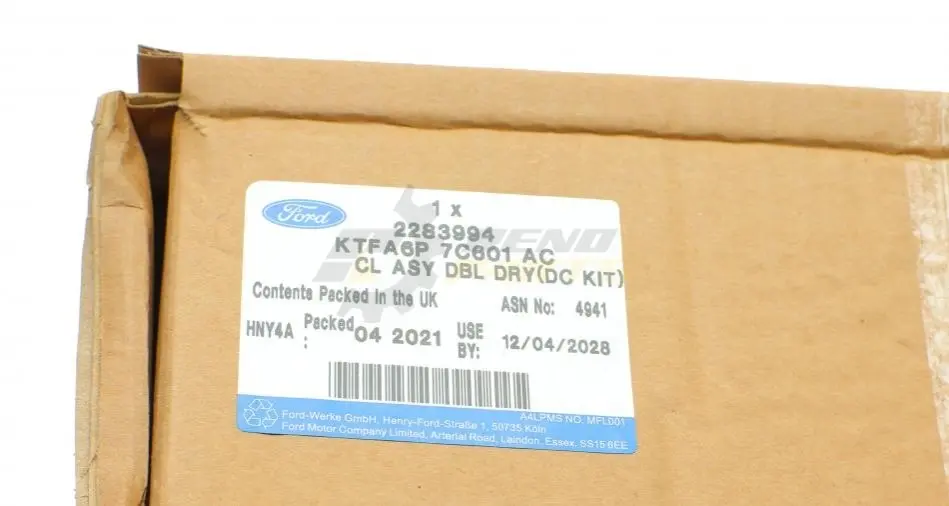 Ford
1 x
2283994
KTFA6P 7C601 AC
CL ASY DBL DRY(DC KIT)
Contents Packed in the UK
ASN No: 4941
HNY4A Packed : 04 2021 USE BY: 12/04/2028
A4LPMS NO: MFL001
Ford-Werke GmbH, Henry-Ford-Straße 1, 50735 Köln
Ford Motor Company Limited, Arterial Road, Laindon, Essex, SS15 6EE